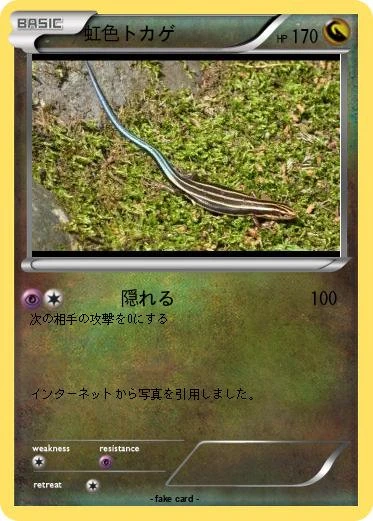 BASIC
虹色トカゲ
HP 170
隠れる 100
次の相手の攻撃を0にする
インターネットから写真を引用しました。
weakness resistance
retreat
- fake card -